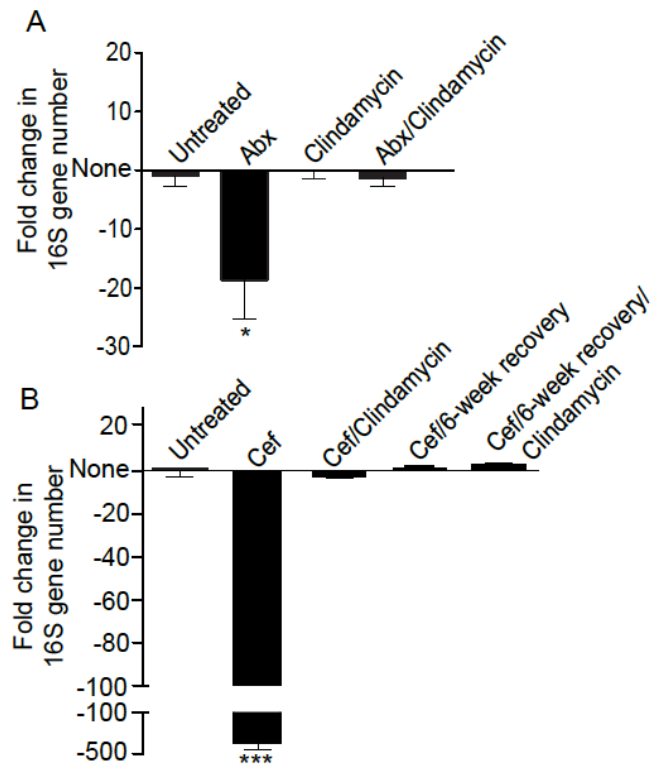 A
Fold change in
16S gene number
20
10
None
-10
-20
-30
Untreated
Abx
Clindamycin
Abx/Clindamycin
*
B
Fold change in
16S gene number
20
None
-20
-40
-60
-80
-100
-100
-500
Untreated
Cef
Cef/Clindamycin
Cef/6-week recovery
Cef/6-week recovery/
Clindamycin
***